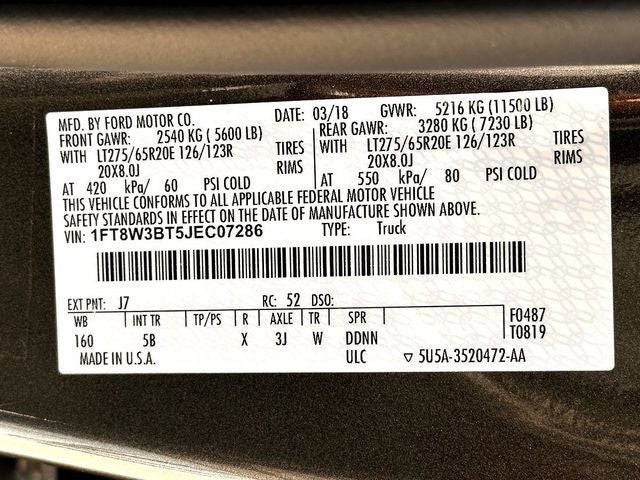 MFD. BY FORD MOTOR CO. DATE: 03/18 GVWR: 5216 KG (11500 LB)
FRONT GAWR: 2540 KG ( 5600 LB) REAR GAWR: 3280 KG ( 7230 LB)
WITH LT275/65R20E 126/123R TIRES WITH LT275/65R20E 126/123R TIRES
20X8.0J RIMS 20X8.0J RIMS
AT 420 kPa/ 60 PSI COLD AT 550 kPa/ 80 PSI COLD
THIS VEHICLE CONFORMS TO ALL APPLICABLE FEDERAL MOTOR VEHICLE
SAFETY STANDARDS IN EFFECT ON THE DATE OF MANUFACTURE SHOWN ABOVE.
VIN: 1FT8W3BT5JEC07286 TYPE: Truck
EXT PNT: J7 RC: 52 DSO:
WB INT TR TP/PS R AXLE TR SPR F0487
160 5B X 3J W DDNN T0819
MADE IN U.S.A. ULC ▽ 5U5A-3520472-AA